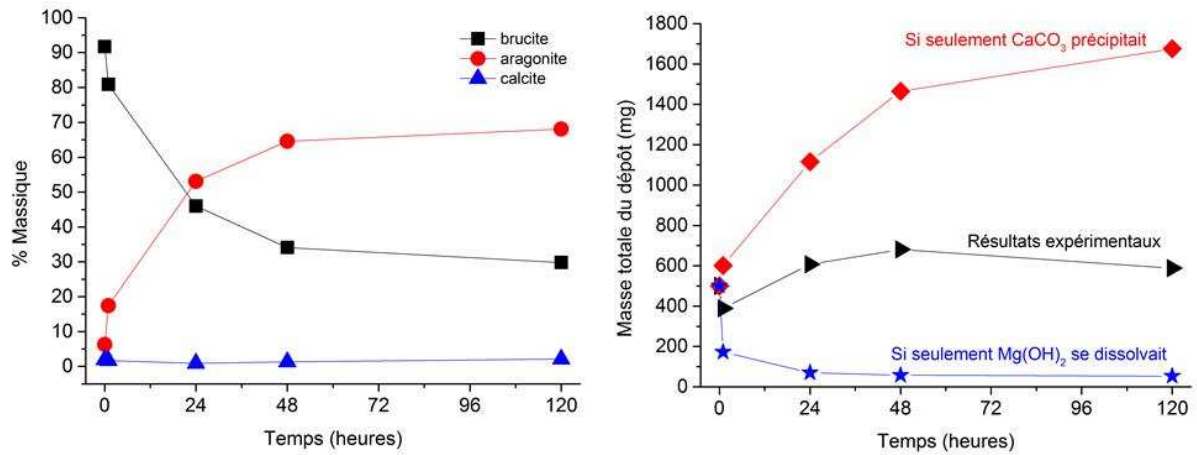 % Massique
100
90
80
70
60
50
40
30
20
10
0
brucite
aragonite
calcite
0 24 48 72 96 120
Temps (heures)
Masse totale du dépôt (mg)
1800
1600
1400
1200
1000
800
600
400
200
0
Si seulement CaCO₃ précipitait
Résultats expérimentaux
Si seulement Mg(OH)₂ se dissolvait
0 24 48 72 96 120
Temps (heures)